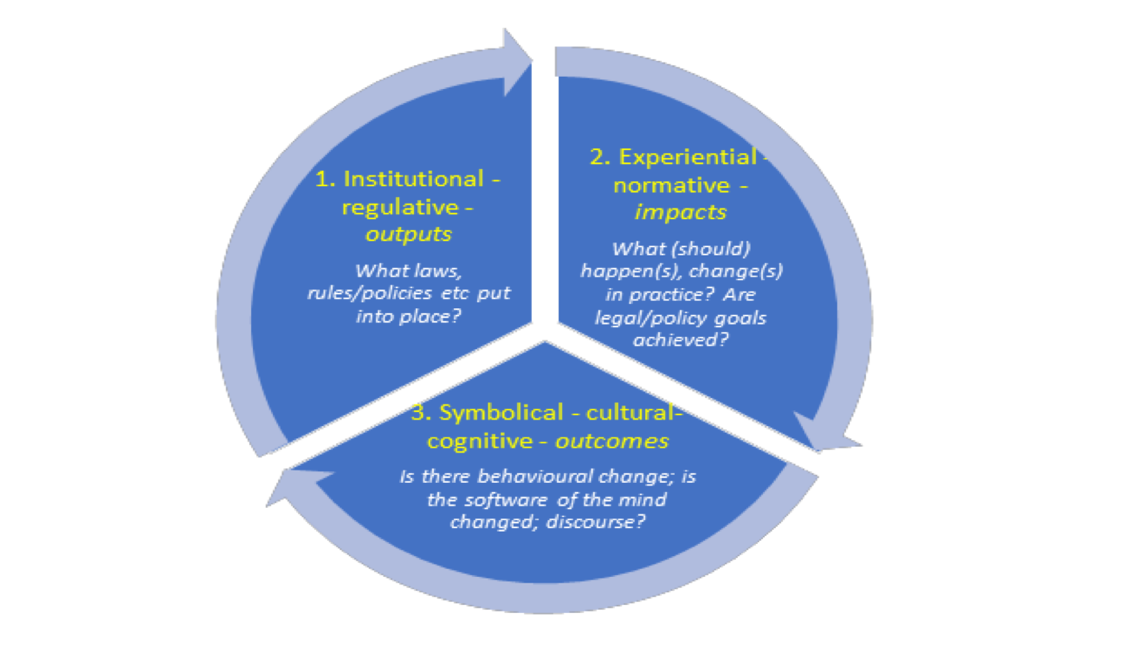 1. Institutional -
regulative -
outputs
What laws,
rules/policies etc put
into place?
2. Experiential -
normative -
impacts
What (should)
happen(s), change(s)
in practice? Are
legal/policy goals
achieved?
3. Symbolical - cultural-
cognitive - outcomes
Is there behavioural change; is
the software of the mind
changed; discourse?